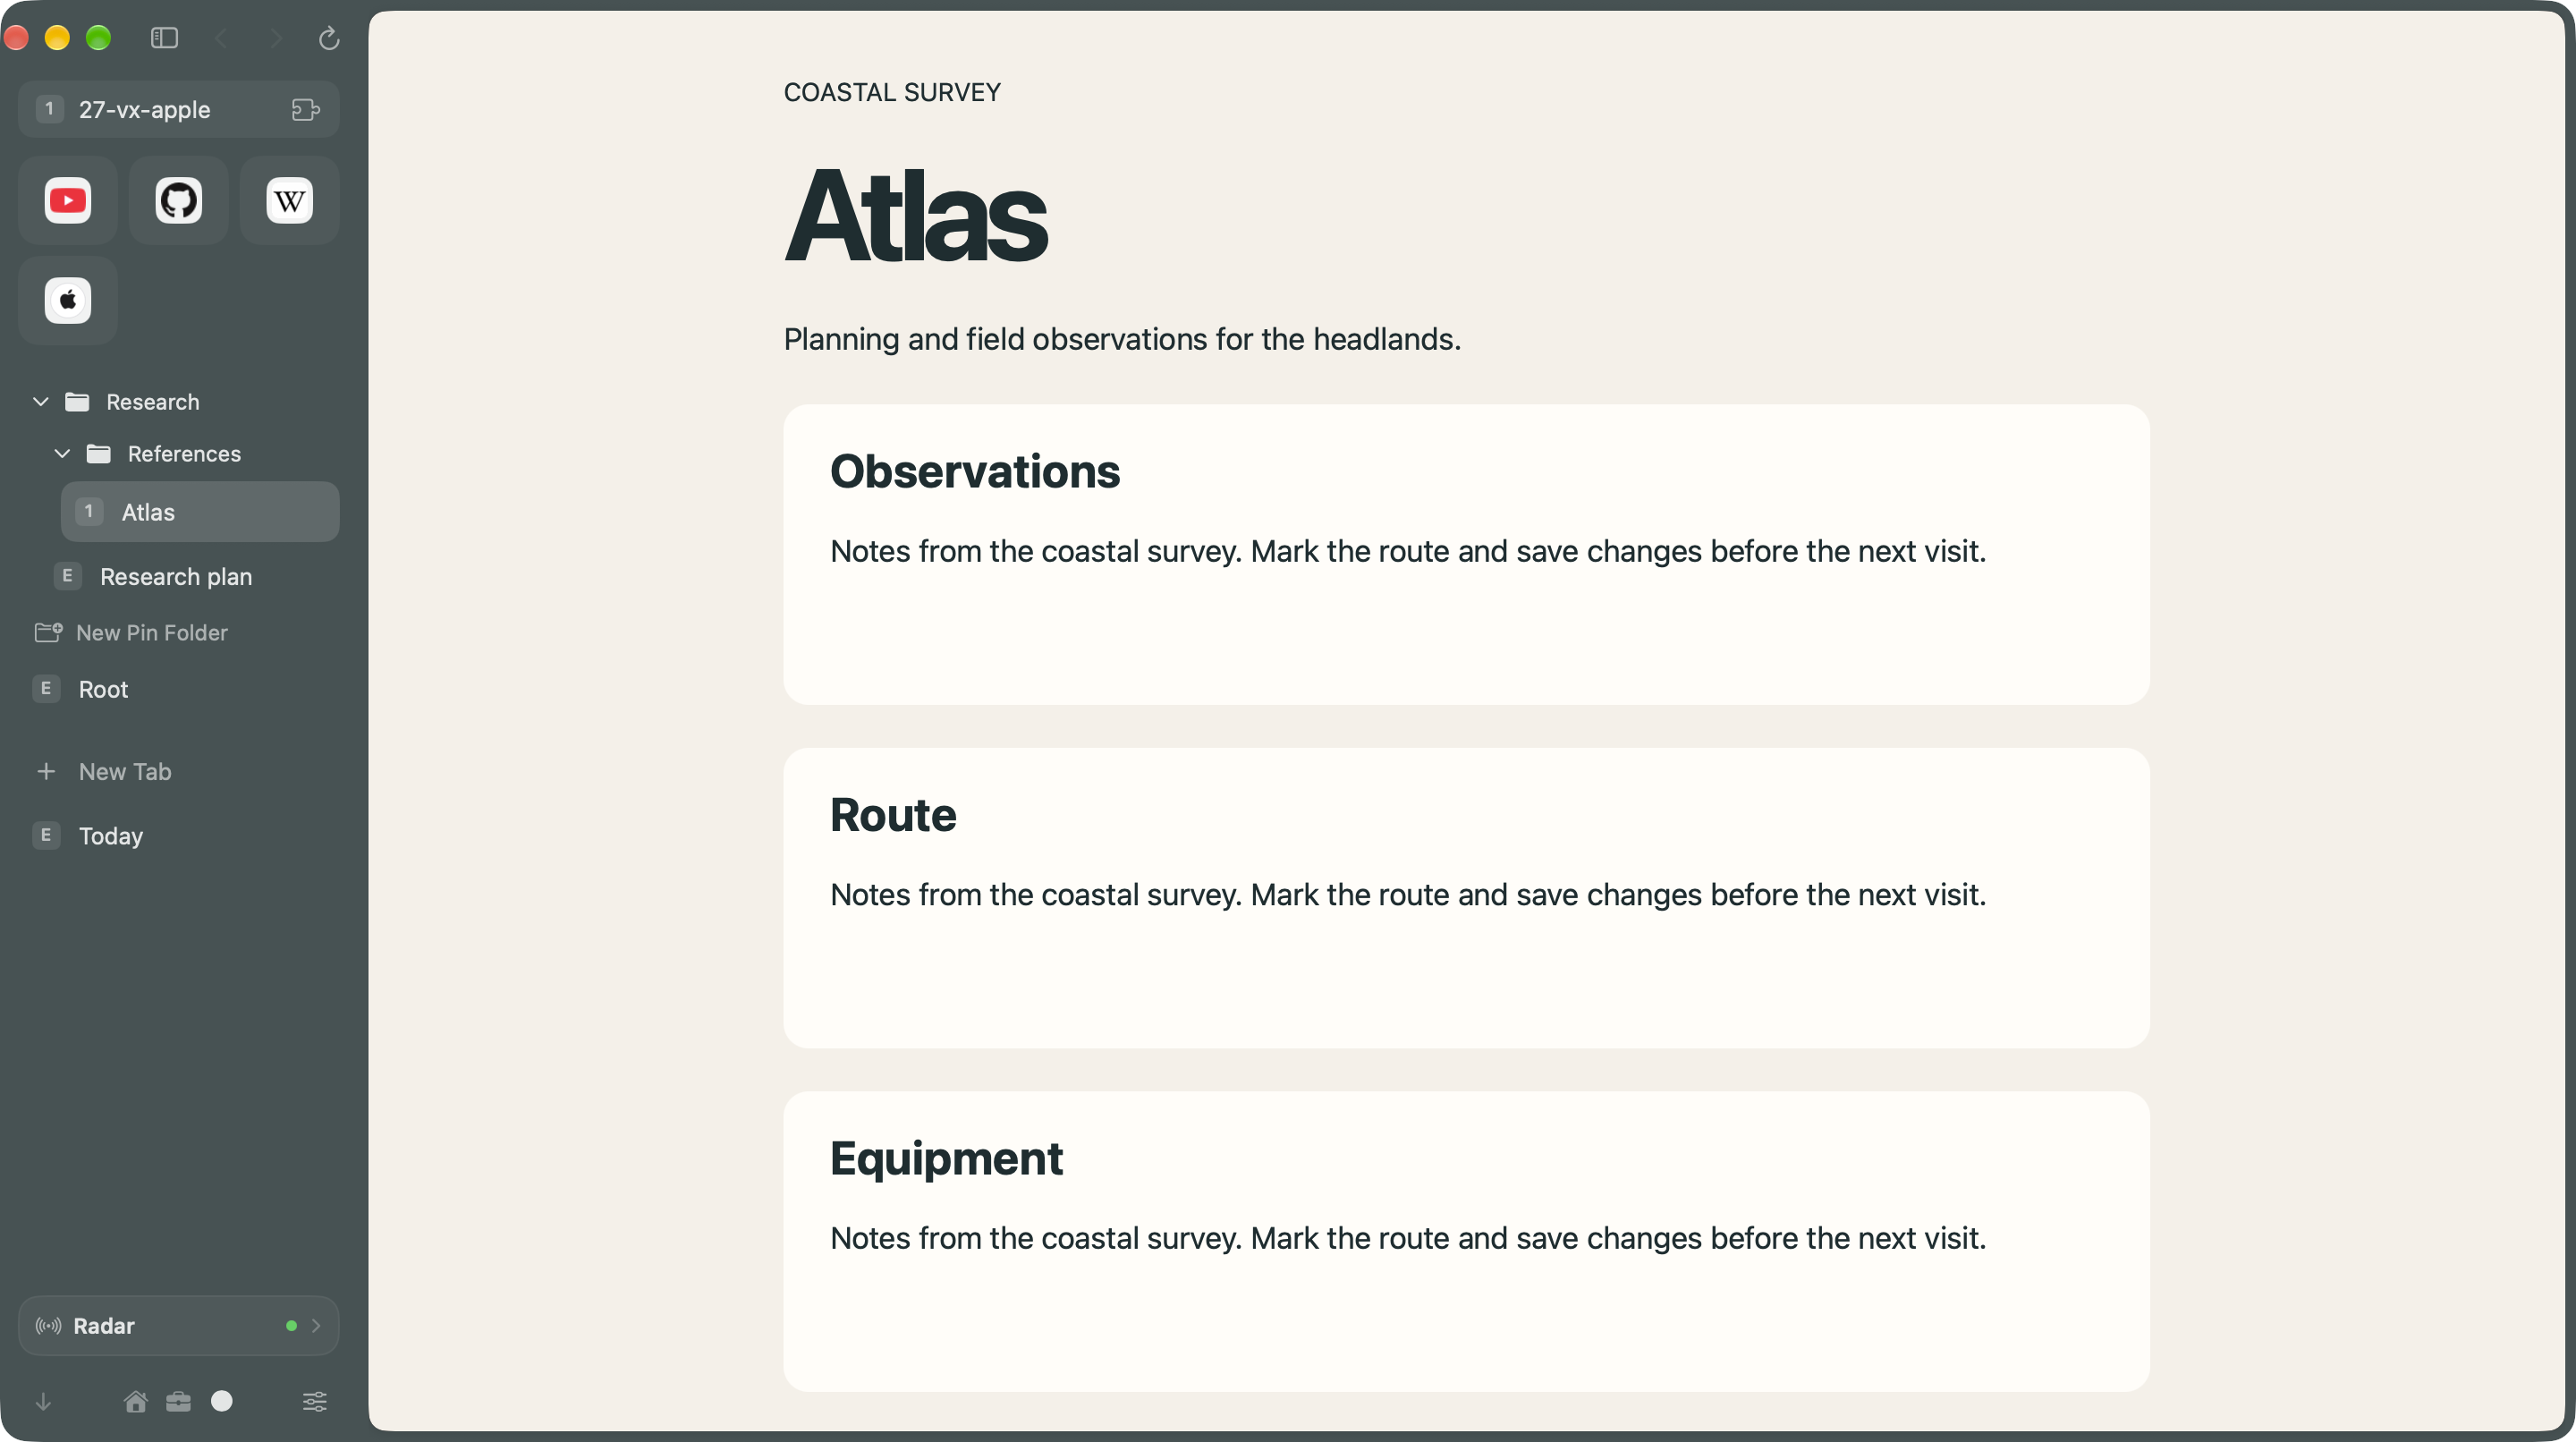 1 27-vx-apple
W
Research
References
1 Atlas
E Research plan
New Pin Folder
E Root
New Tab
E Today
Radar
COASTAL SURVEY
Atlas
Planning and field observations for the headlands.
Observations
Notes from the coastal survey. Mark the route and save changes before the next visit.
Route
Notes from the coastal survey. Mark the route and save changes before the next visit.
Equipment
Notes from the coastal survey. Mark the route and save changes before the next visit.